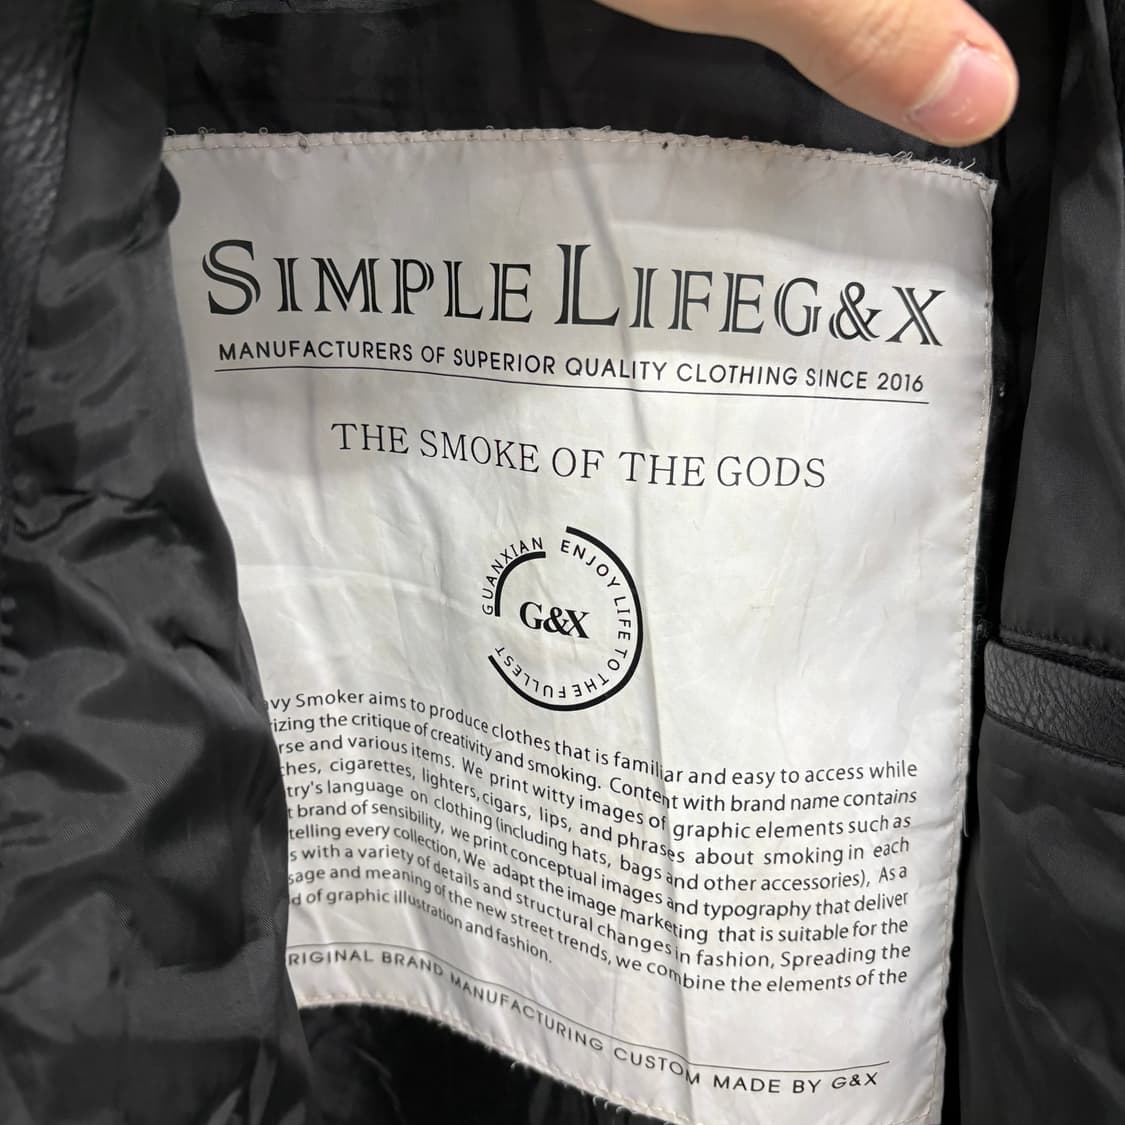 SIMPLE LIFEG&X
MANUFACTURERS OF SUPERIOR QUALITY CLOTHING SINCE 2016
THE SMOKE OF THE GODS
GUANXIAN ENJOY LIFE TO THE FULLEST
G&X
vy Smoker aims to produce clothes that is familiar and easy to access while
izing the critique of creativity and smoking. Content with brand name contains
rse and various items. We print witty images of graphic elements such as
ches, cigarettes, lighters, cigars, lips, and phrases about smoking in each
try's language on clothing (including hats, bags and other accessories), As a
t brand of sensibility, we print conceptual images and typography that deliver
telling every collection, We adapt the image marketing that is suitable for the
s with a variety of details and structural changes in fashion, Spreading the
sage and meaning of the new street trends, we combine the elements of the
d of graphic illustration and fashion.
RIGINAL BRAND MANUFACTURING CUSTOM MADE BY G&X